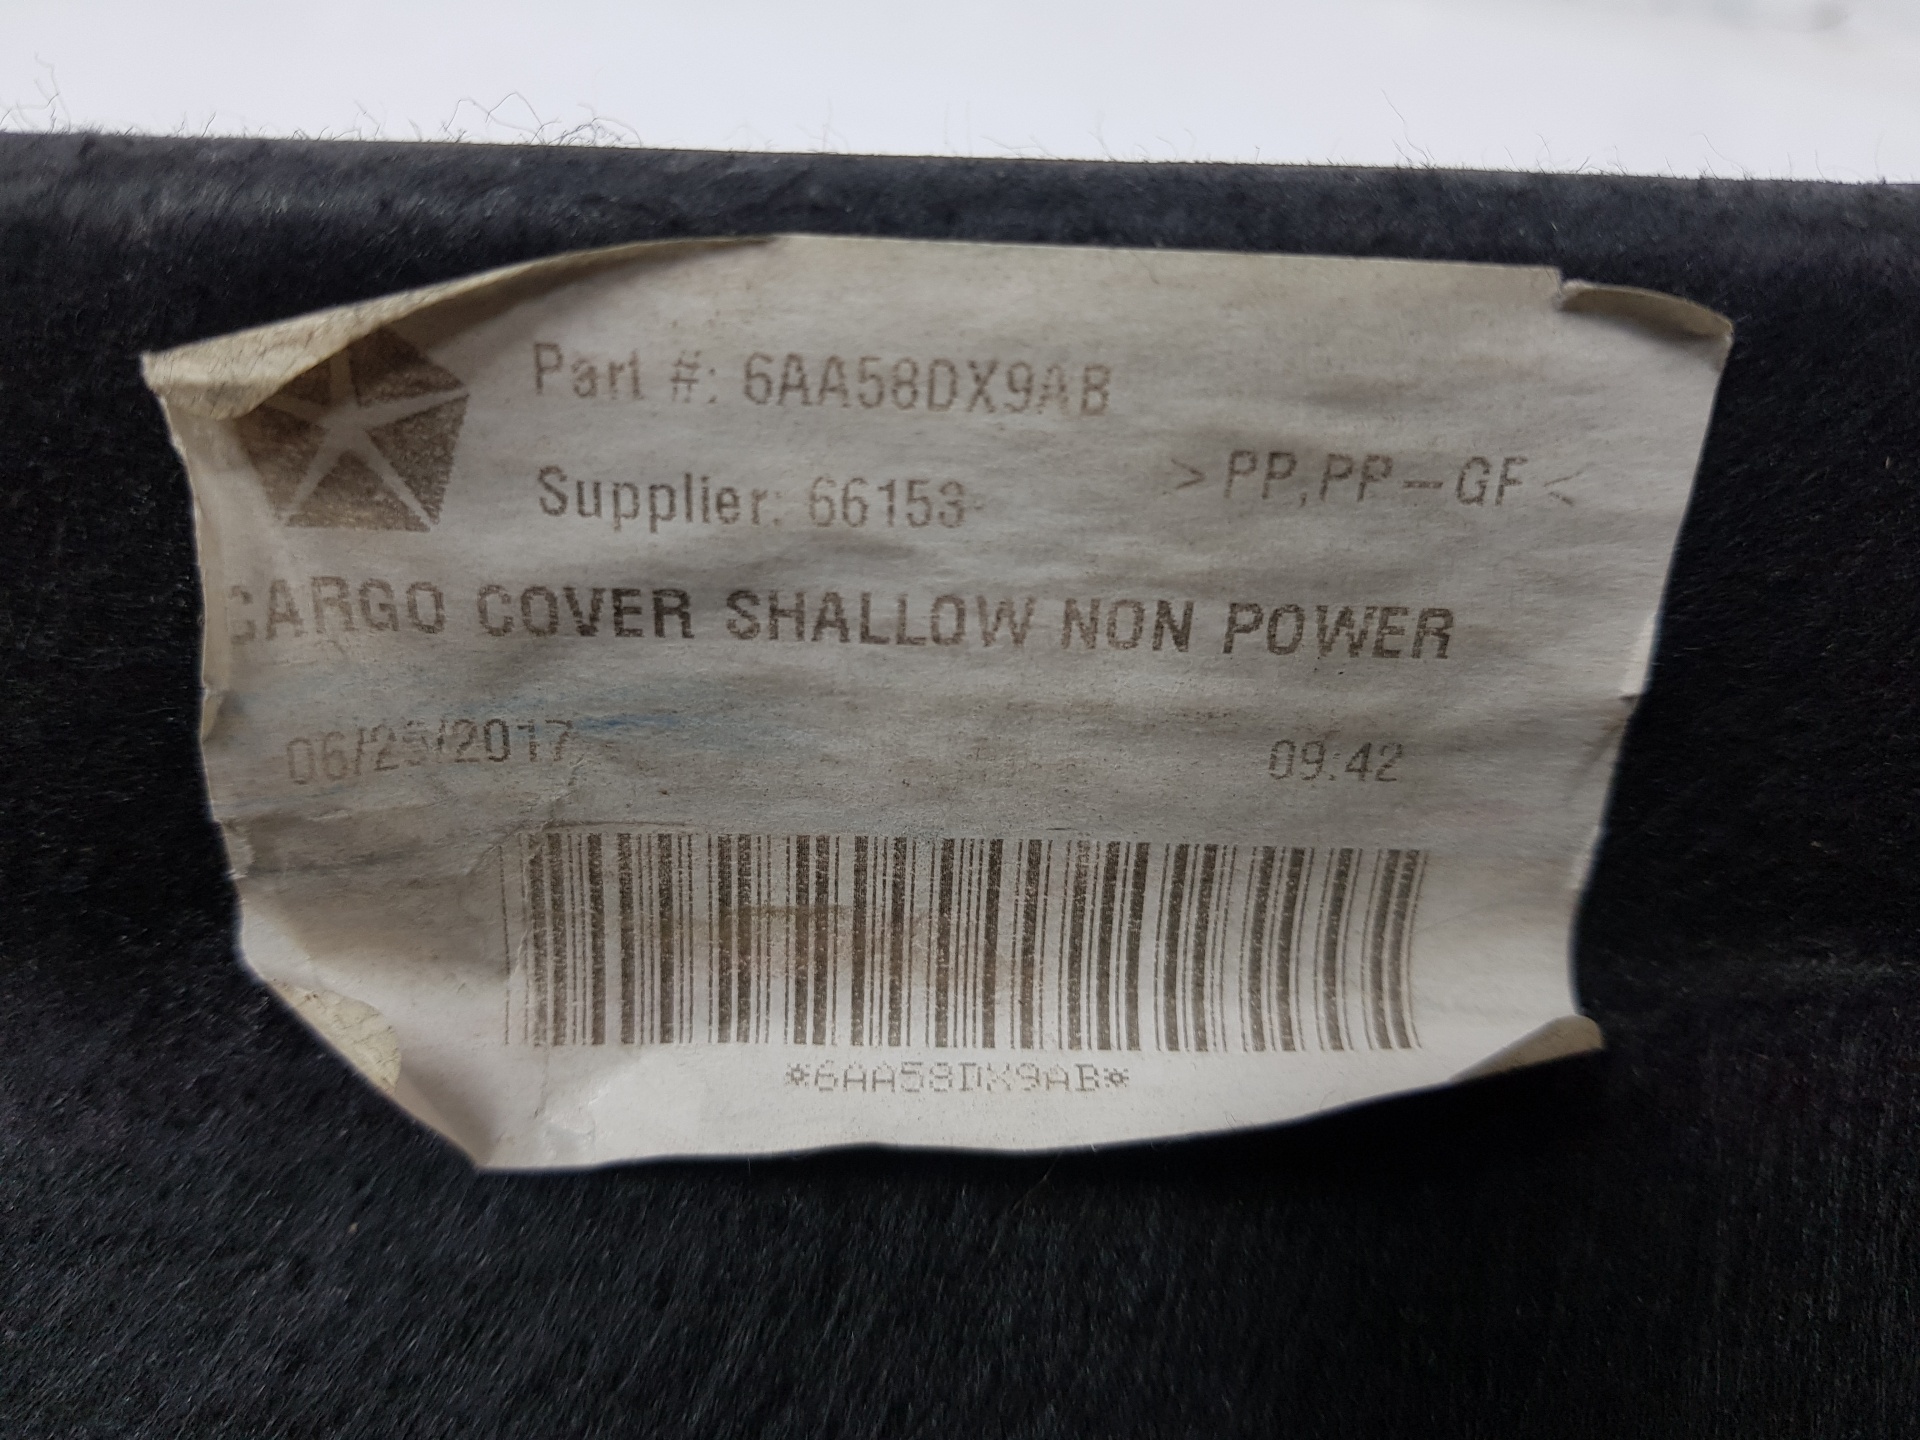 Part #: 6AA58DX9AB
Supplier: 66153
> PP,PP-GF <
CARGO COVER SHALLOW NON POWER
06/25/2017
09:42
*6AA58DX9AB*